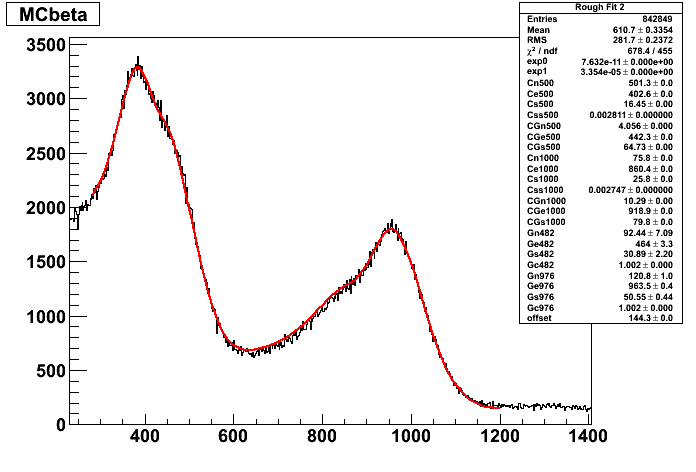 MCbeta
Rough Fit 2
Entries 842849
Mean 610.7 ± 0.3354
RMS 281.7 ± 0.2372
χ² / ndf 678.4 / 455
exp0 7.632e-11 ± 0.000e+00
exp1 3.354e-05 ± 0.000e+00
Cn500 501.3 ± 0.0
Ce500 402.6 ± 0.0
Cs500 16.45 ± 0.0
Css500 0.002811 ± 0.000000
CGn500 4.056 ± 0.000
CGe500 442.3 ± 0.0
CGs500 64.73 ± 0.0
Cn1000 75.8 ± 0.0
Ce1000 860.4 ± 0.0
Cs1000 25.8 ± 0.0
Css1000 0.002747 ± 0.000000
CGn1000 10.29 ± 0.00
CGe1000 918.9 ± 0.0
CGs1000 79.8 ± 0.0
Gn482 92.44 ± 7.09
Ge482 464 ± 3.3
Gs482 30.89 ± 2.20
Gc482 1.002 ± 0.000
Gn976 120.8 ± 1.0
Ge976 963.5 ± 0.4
Gs976 50.55 ± 0.44
Gc976 1.002 ± 0.000
offset 144.3 ± 0.0
3500
3000
2500
2000
1500
1000
500
0
400 600 800 1000 1200 1400